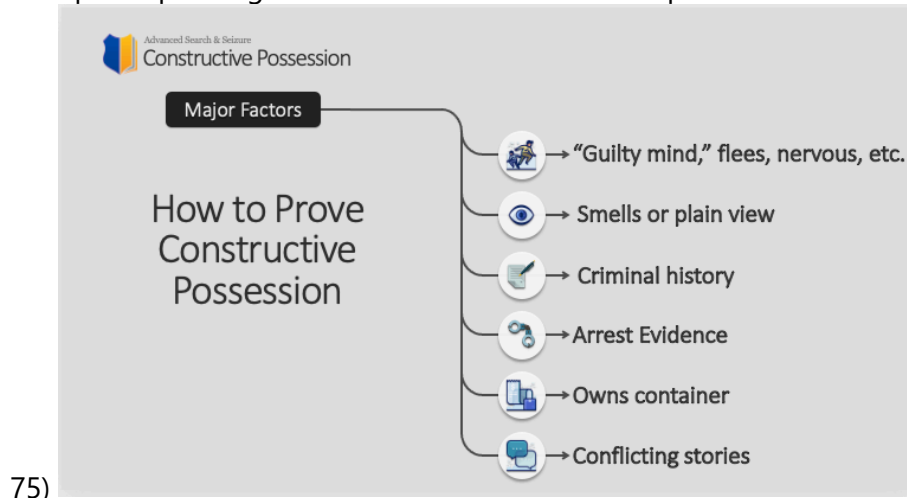 Advanced Search & Seizure
Constructive Possession
Major Factors
How to Prove
Constructive
Possession
“Guilty mind,” flees, nervous, etc.
Smells or plain view
Criminal history
Arrest Evidence
Owns container
Conflicting stories
75)